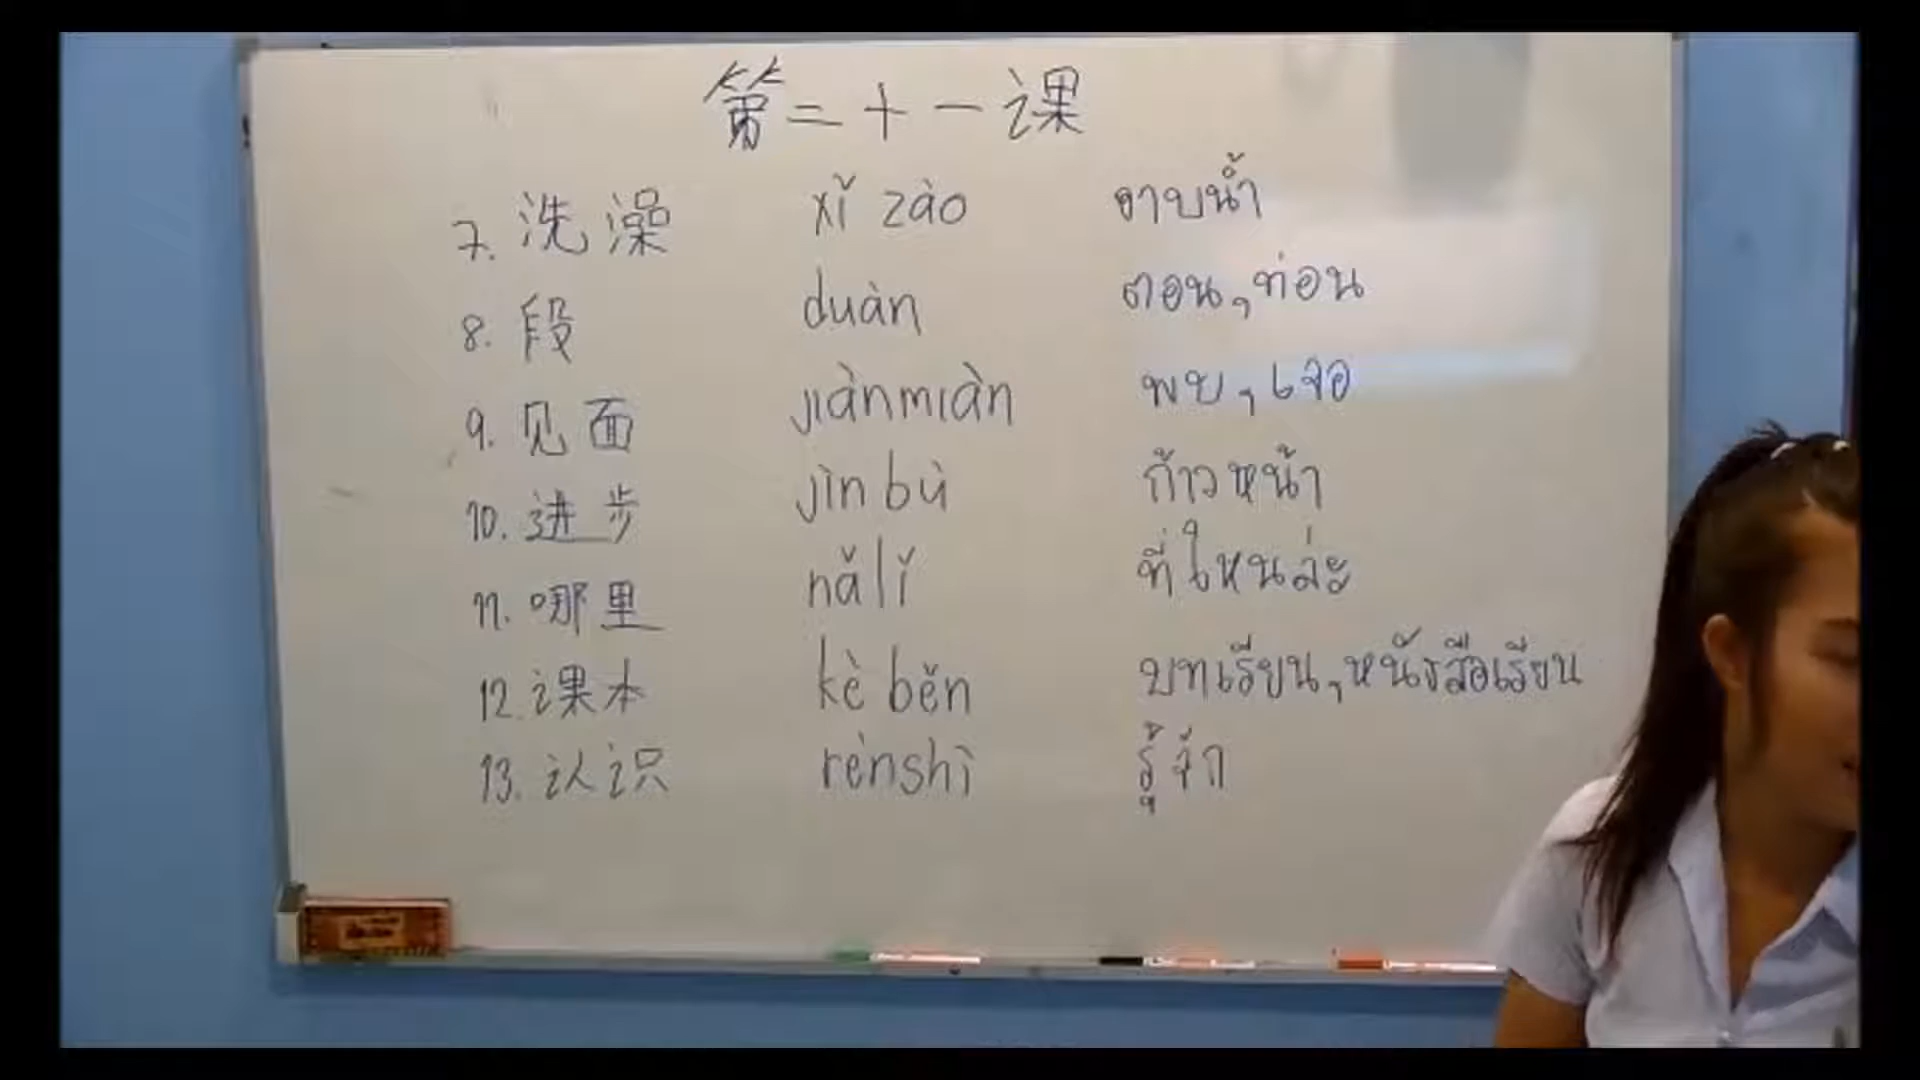 第二十一课
7. 洗澡 xǐ zào อาบน้ำ
8. 段 duàn ตอน, ท่อน
9. 见面 jiànmiàn พบ, เจอ
10. 进步 jìn bù ก้าวหน้า
11. 哪里 nǎ lǐ ที่ไหนล่ะ
12. 课本 kè běn บทเรียน, หนังสือเรียน
13. 认识 rènshì รู้จัก